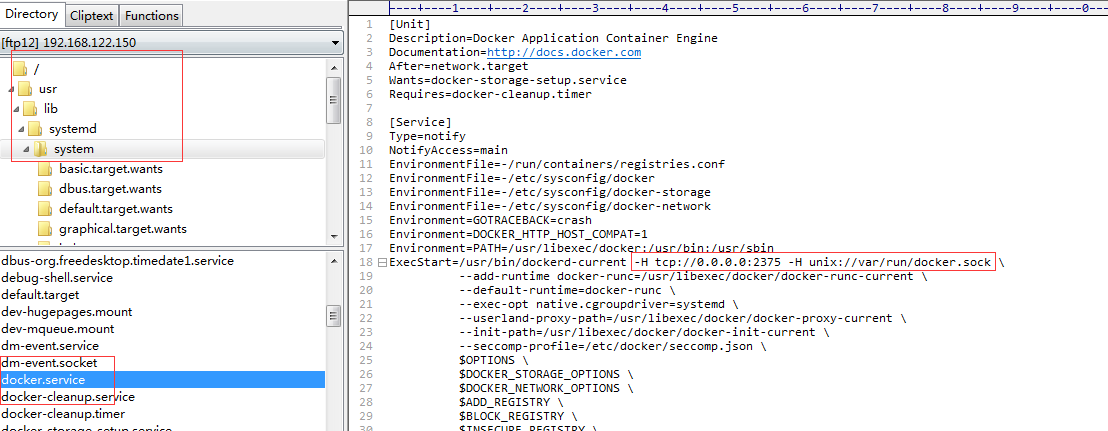 Directory Cliptext Functions
[ftp12] 192.168.122.150
/
usr
lib
systemd
system
basic.target.wants
dbus.target.wants
default.target.wants
graphical.target.wants
dbus-org.freedesktop.timedate1.service
debug-shell.service
default.target
dev-hugepages.mount
dev-mqueue.mount
dm-event.service
dm-event.socket
docker.service
docker-cleanup.service
docker-cleanup.timer
docker-storage-setup.service
----+----1----+----2----+----3----+----4----+----5----+----6----+----7----+----8----+----9----+----0----
1 [Unit]
2 Description=Docker Application Container Engine
3 Documentation=http://docs.docker.com
4 After=network.target
5 Wants=docker-storage-setup.service
6 Requires=docker-cleanup.timer
7
8 [Service]
9 Type=notify
10 NotifyAccess=main
11 EnvironmentFile=-/run/containers/registries.conf
12 EnvironmentFile=-/etc/sysconfig/docker
13 EnvironmentFile=-/etc/sysconfig/docker-storage
14 EnvironmentFile=-/etc/sysconfig/docker-network
15 Environment=GOTRACEBACK=crash
16 Environment=DOCKER_HTTP_HOST_COMPAT=1
17 Environment=PATH=/usr/libexec/docker:/usr/bin:/usr/sbin
18 ExecStart=/usr/bin/dockerd-current -H tcp://0.0.0.0:2375 -H unix://var/run/docker.sock \
19 --add-runtime docker-runc=/usr/libexec/docker/docker-runc-current \
20 --default-runtime=docker-runc \
21 --exec-opt native.cgroupdriver=systemd \
22 --userland-proxy-path=/usr/libexec/docker/docker-proxy-current \
23 --init-path=/usr/libexec/docker/docker-init-current \
24 --seccomp-profile=/etc/docker/seccomp.json \
25 $OPTIONS \
26 $DOCKER_STORAGE_OPTIONS \
27 $DOCKER_NETWORK_OPTIONS \
28 $ADD_REGISTRY \
29 $BLOCK_REGISTRY \
30 $INSECURE_REGISTRY \